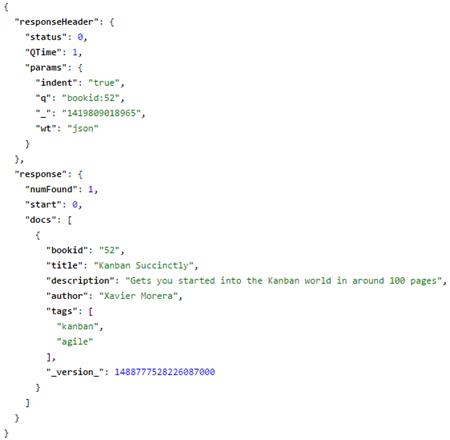 {
  "responseHeader": {
    "status": 0,
    "QTime": 1,
    "params": {
      "indent": "true",
      "q": "bookid:52",
      "_": "1419809018965",
      "wt": "json"
    }
  },
  "response": {
    "numFound": 1,
    "start": 0,
    "docs": [
      {
        "bookid": "52",
        "title": "Kanban Succinctly",
        "description": "Gets you started into the Kanban world in around 100 pages",
        "author": "Xavier Morera",
        "tags": [
          "kanban",
          "agile"
        ],
        "_version_": 1488777528226087000
      }
    ]
  }
}